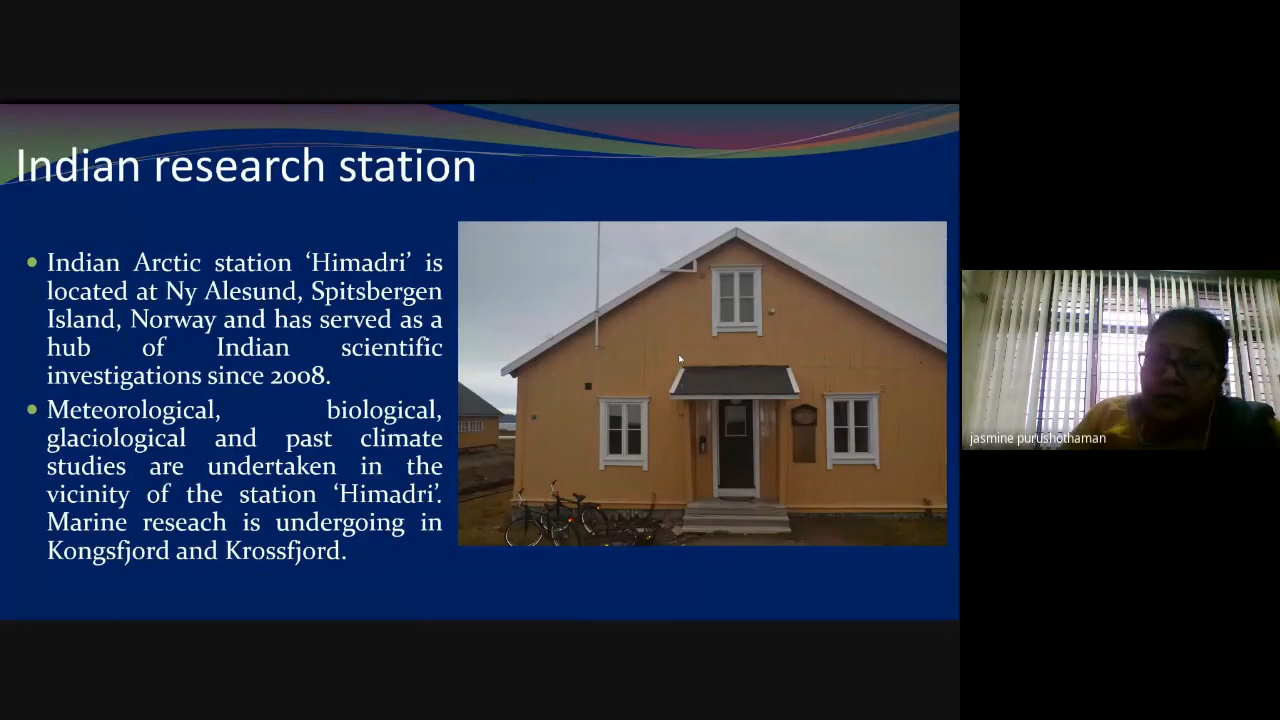 Indian research station
Indian Arctic station ‘Himadri’ is
located at Ny Alesund, Spitsbergen
Island, Norway and has served as a
hub of Indian scientific
investigations since 2008.
Meteorological, biological,
glaciological and past climate
studies are undertaken in the
vicinity of the station ‘Himadri’.
Marine reseach is undergoing in
Kongsfjord and Krossfjord.
jasmine purushothaman